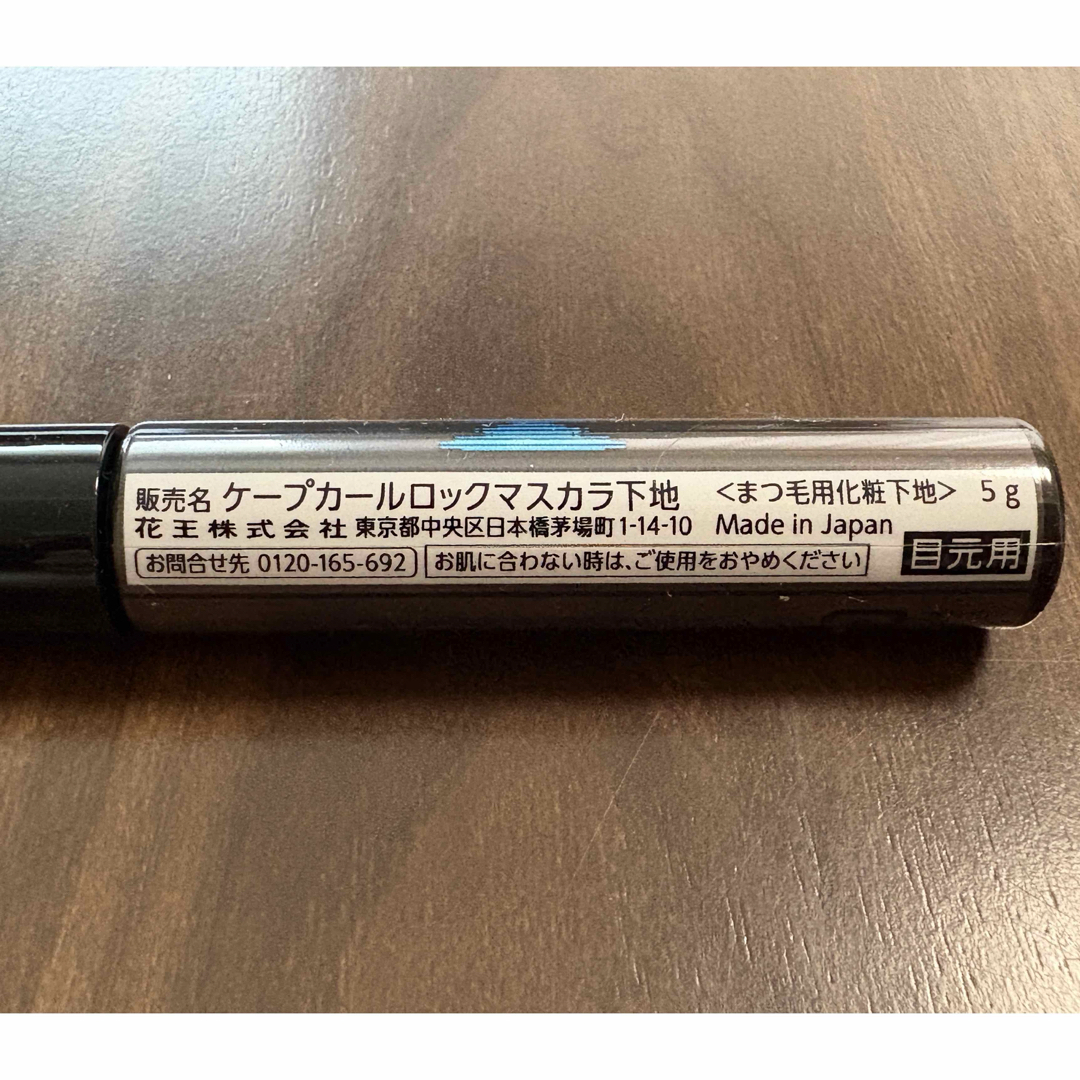 販売名 ケープカールロックマスカラ下地 <まつ毛用化粧下地> 5g
花王株式会社 東京都中央区日本橋茅場町1-14-10 Made in Japan
お問合せ先 0120-165-692 お肌に合わない時は、ご使用をおやめください 目元用